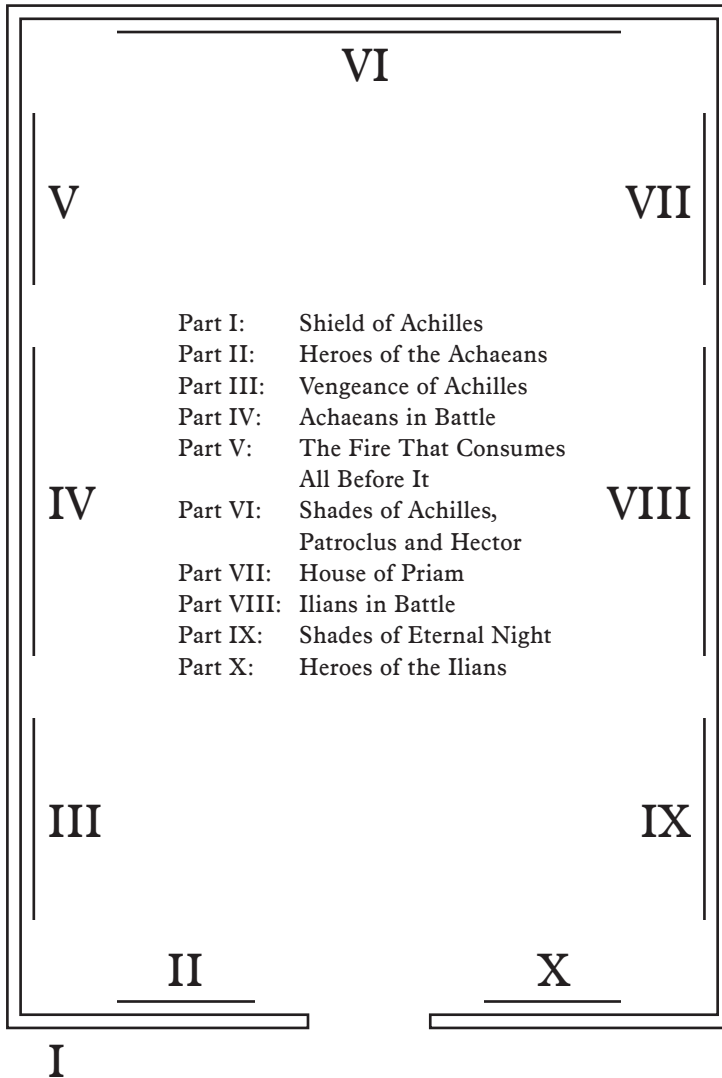 VI
V
VII
Part I: Shield of Achilles
Part II: Heroes of the Achaeans
Part III: Vengeance of Achilles
Part IV: Achaeans in Battle
Part V: The Fire That Consumes
All Before It
IV
VIII
Part VI: Shades of Achilles,
Patroclus and Hector
Part VII: House of Priam
Part VIII: Ilians in Battle
Part IX: Shades of Eternal Night
Part X: Heroes of the Ilians
III
IX
II
X
I